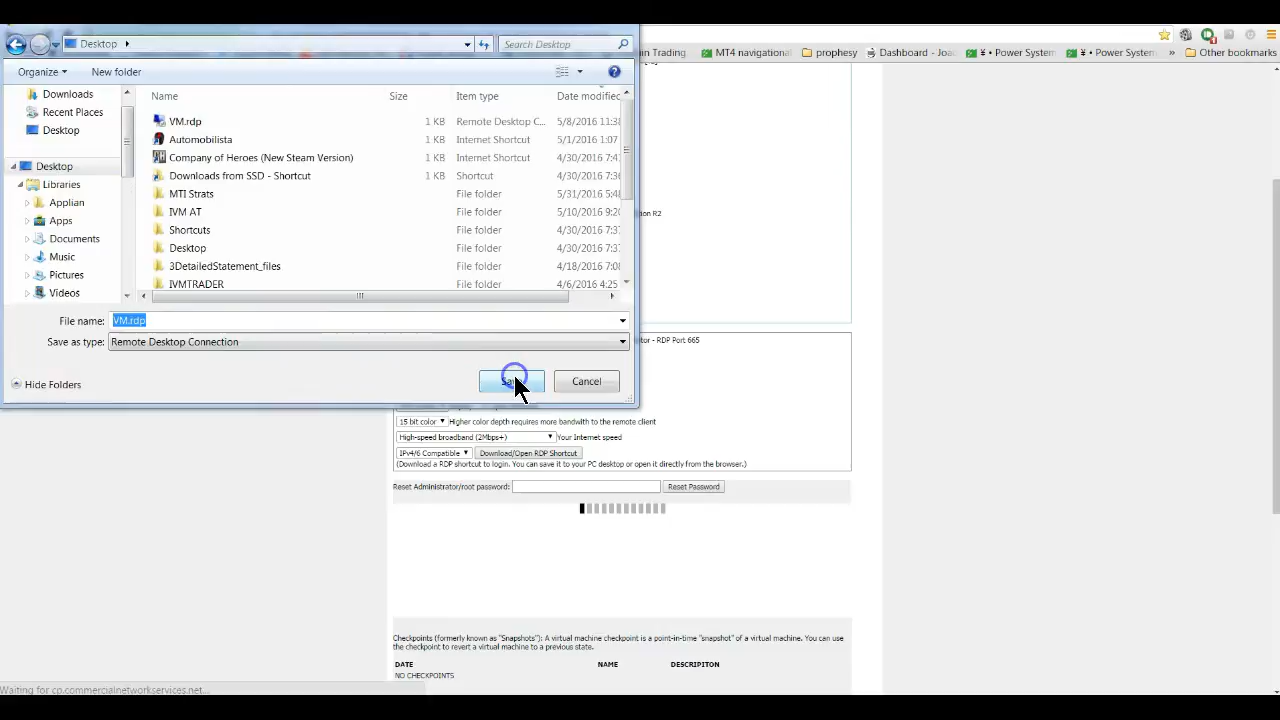 Desktop
Search Desktop
in Trading
MT4 navigational
prophesy
Dashboard - Joa
¥ • Power System
¥ • Power System
»
Other bookmarks
Organize
New folder
Name
Size
Item type
Date modified
Downloads
Recent Places
Desktop
Desktop
Libraries
Applian
Apps
Documents
Music
Pictures
Videos
VM.rdp 1 KB Remote Desktop C... 5/8/2016 11:38
Automobilista 1 KB Internet Shortcut 5/1/2016 1:07
Company of Heroes (New Steam Version) 1 KB Internet Shortcut 4/30/2016 7:4
Downloads from SSD - Shortcut 1 KB Shortcut 4/30/2016 7:36
MTI Strats File folder 5/31/2016 5:48
IVM AT File folder 5/10/2016 9:20
Shortcuts File folder 4/30/2016 7:37
Desktop File folder 4/30/2016 7:37
3DetailedStatement_files File folder 4/18/2016 7:08
IVMTRADER File folder 4/6/2016 4:25
File name: VM.rdp
Save as type: Remote Desktop Connection
Hide Folders
Cancel
R2
- RDP Port 665
15 bit color Higher color depth requires more bandwith to the remote client
High-speed broadband (2Mbps+) Your Internet speed
IPv4/6 Compatible Download/Open RDP Shortcut
(Download a RDP shortcut to login. You can save it to your PC desktop or open it directly from the browser.)
Reset Administrator/root password: Reset Password
Checkpoints (formerly known as "Snapshots"): A virtual machine checkpoint is a point-in-time "snapshot" of a virtual machine. You can use
the checkpoint to revert a virtual machine to a previous state.
DATE NAME DESCRIPITON
NO CHECKPOINTS
Waiting for cp.commercialnetworkservices.net...